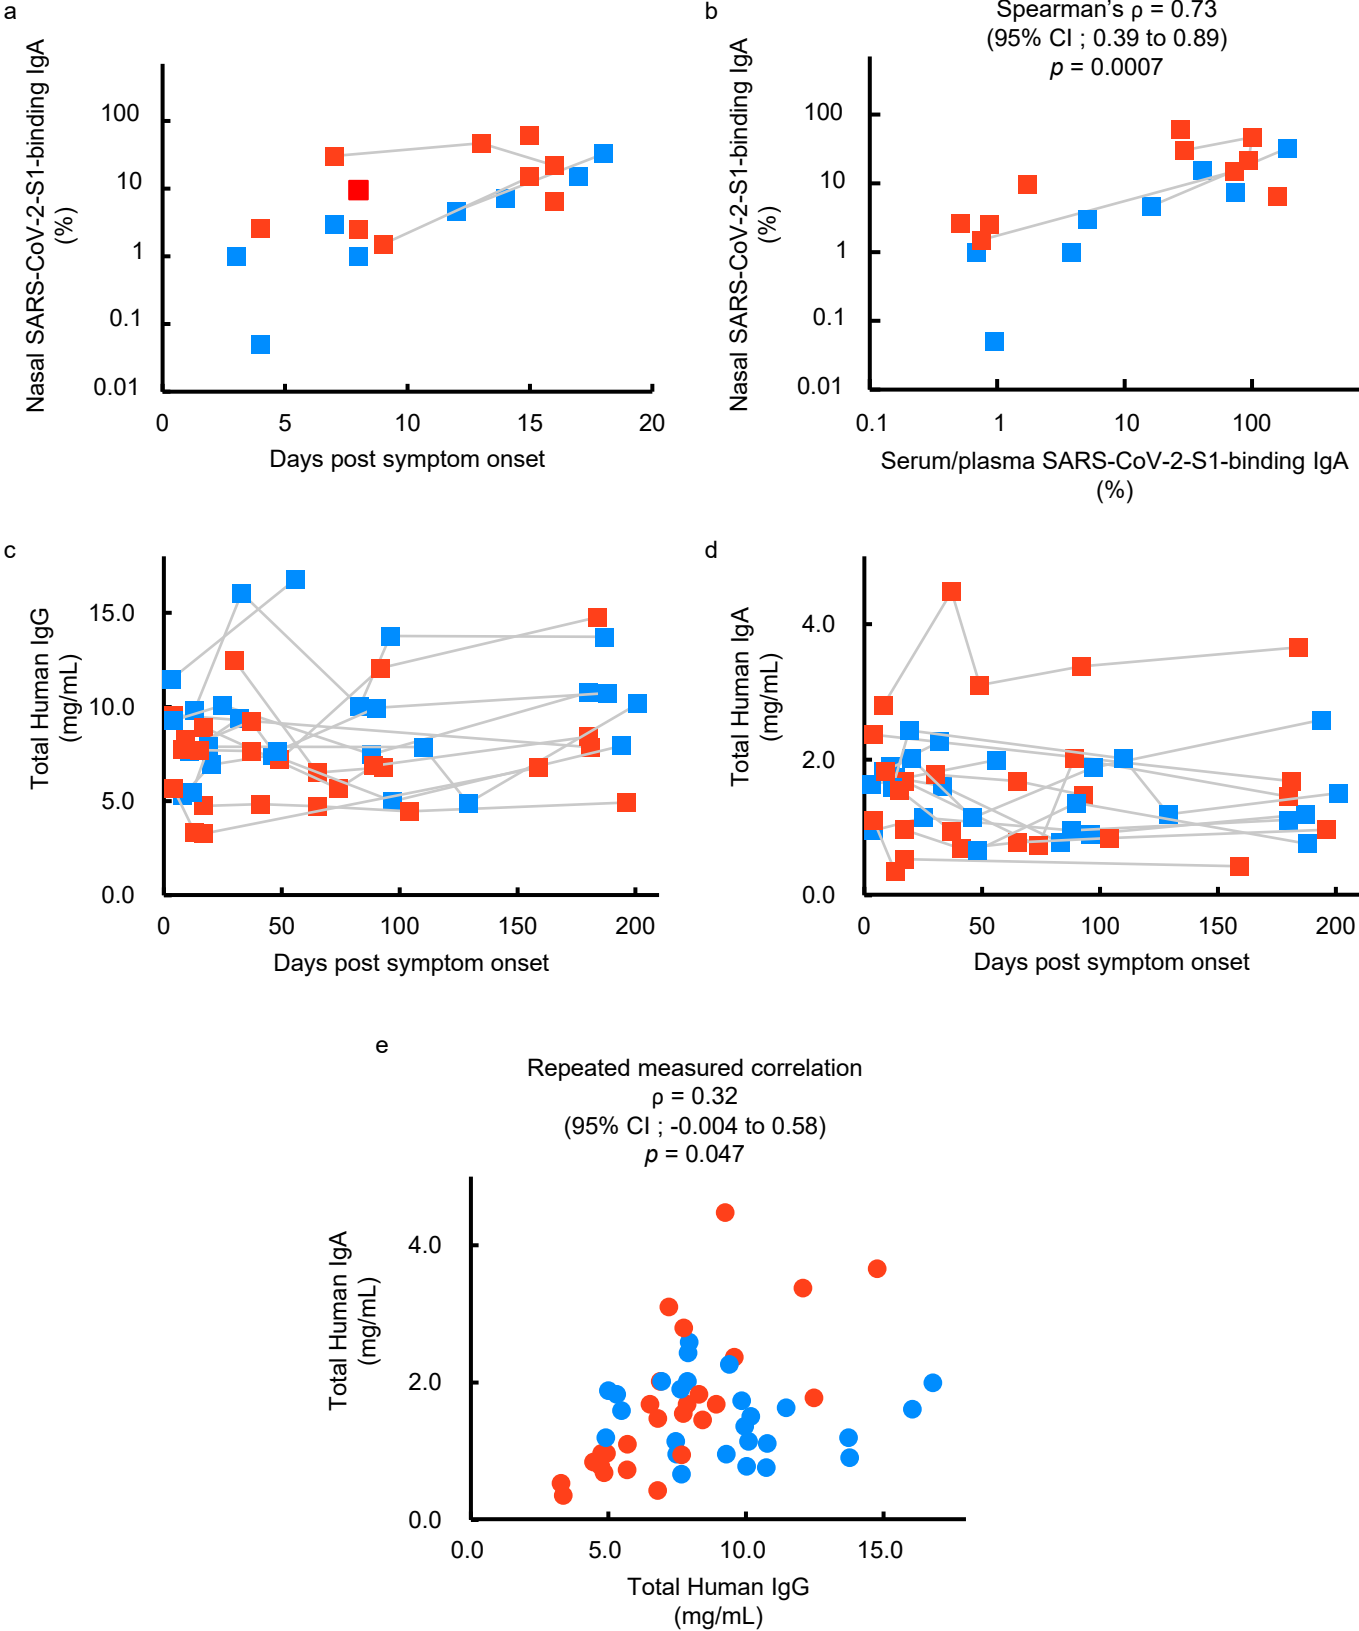 a
Nasal SARS-CoV-2-S1-binding IgA
(%)
100
10
1
0.1
0.01
0
5
10
15
20
Days post symptom onset
b
Spearman's ρ = 0.73
(95% CI ; 0.39 to 0.89)
p = 0.0007
Nasal SARS-CoV-2-S1-binding IgA
(%)
100
10
1
0.1
0.01
0.1
1
10
100
Serum/plasma SARS-CoV-2-S1-binding IgA
(%)
c
Total Human IgG
(mg/mL)
15.0
10.0
5.0
0.0
0
50
100
150
200
Days post symptom onset
d
Total Human IgA
(mg/mL)
4.0
2.0
0.0
0
50
100
150
200
Days post symptom onset
e
Repeated measured correlation
ρ = 0.32
(95% CI ; -0.004 to 0.58)
p = 0.047
Total Human IgA
(mg/mL)
4.0
2.0
0.0
0.0
5.0
10.0
15.0
Total Human IgG
(mg/mL)